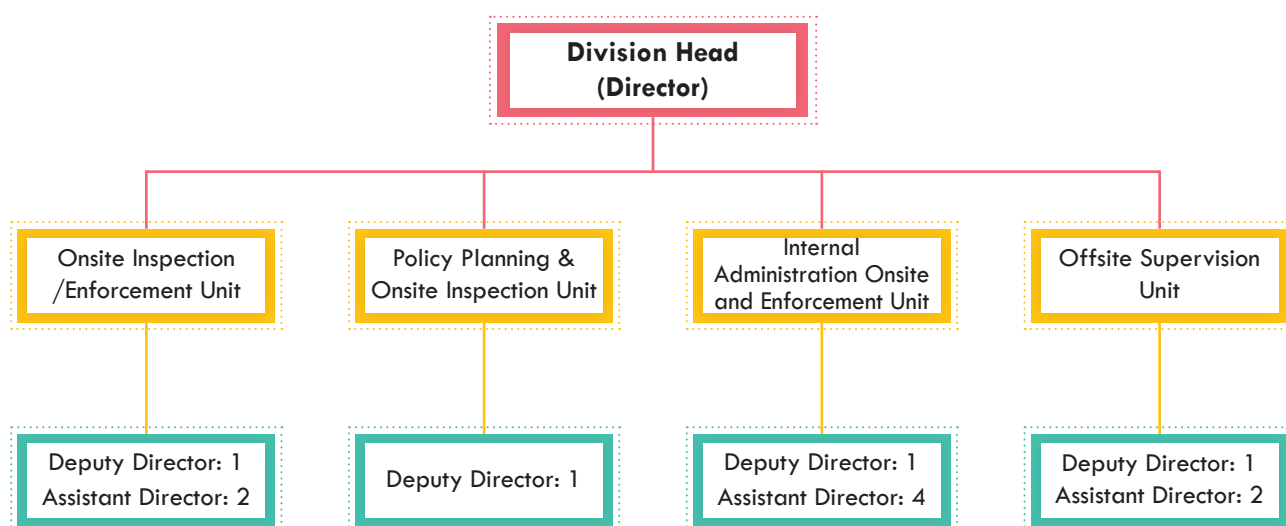 Division Head
(Director)
Onsite Inspection
/Enforcement Unit
Policy Planning &
Onsite Inspection Unit
Internal
Administration Onsite
and Enforcement Unit
Offsite Supervision
Unit
Deputy Director: 1
Assistant Director: 2
Deputy Director: 1
Deputy Director: 1
Assistant Director: 4
Deputy Director: 1
Assistant Director: 2